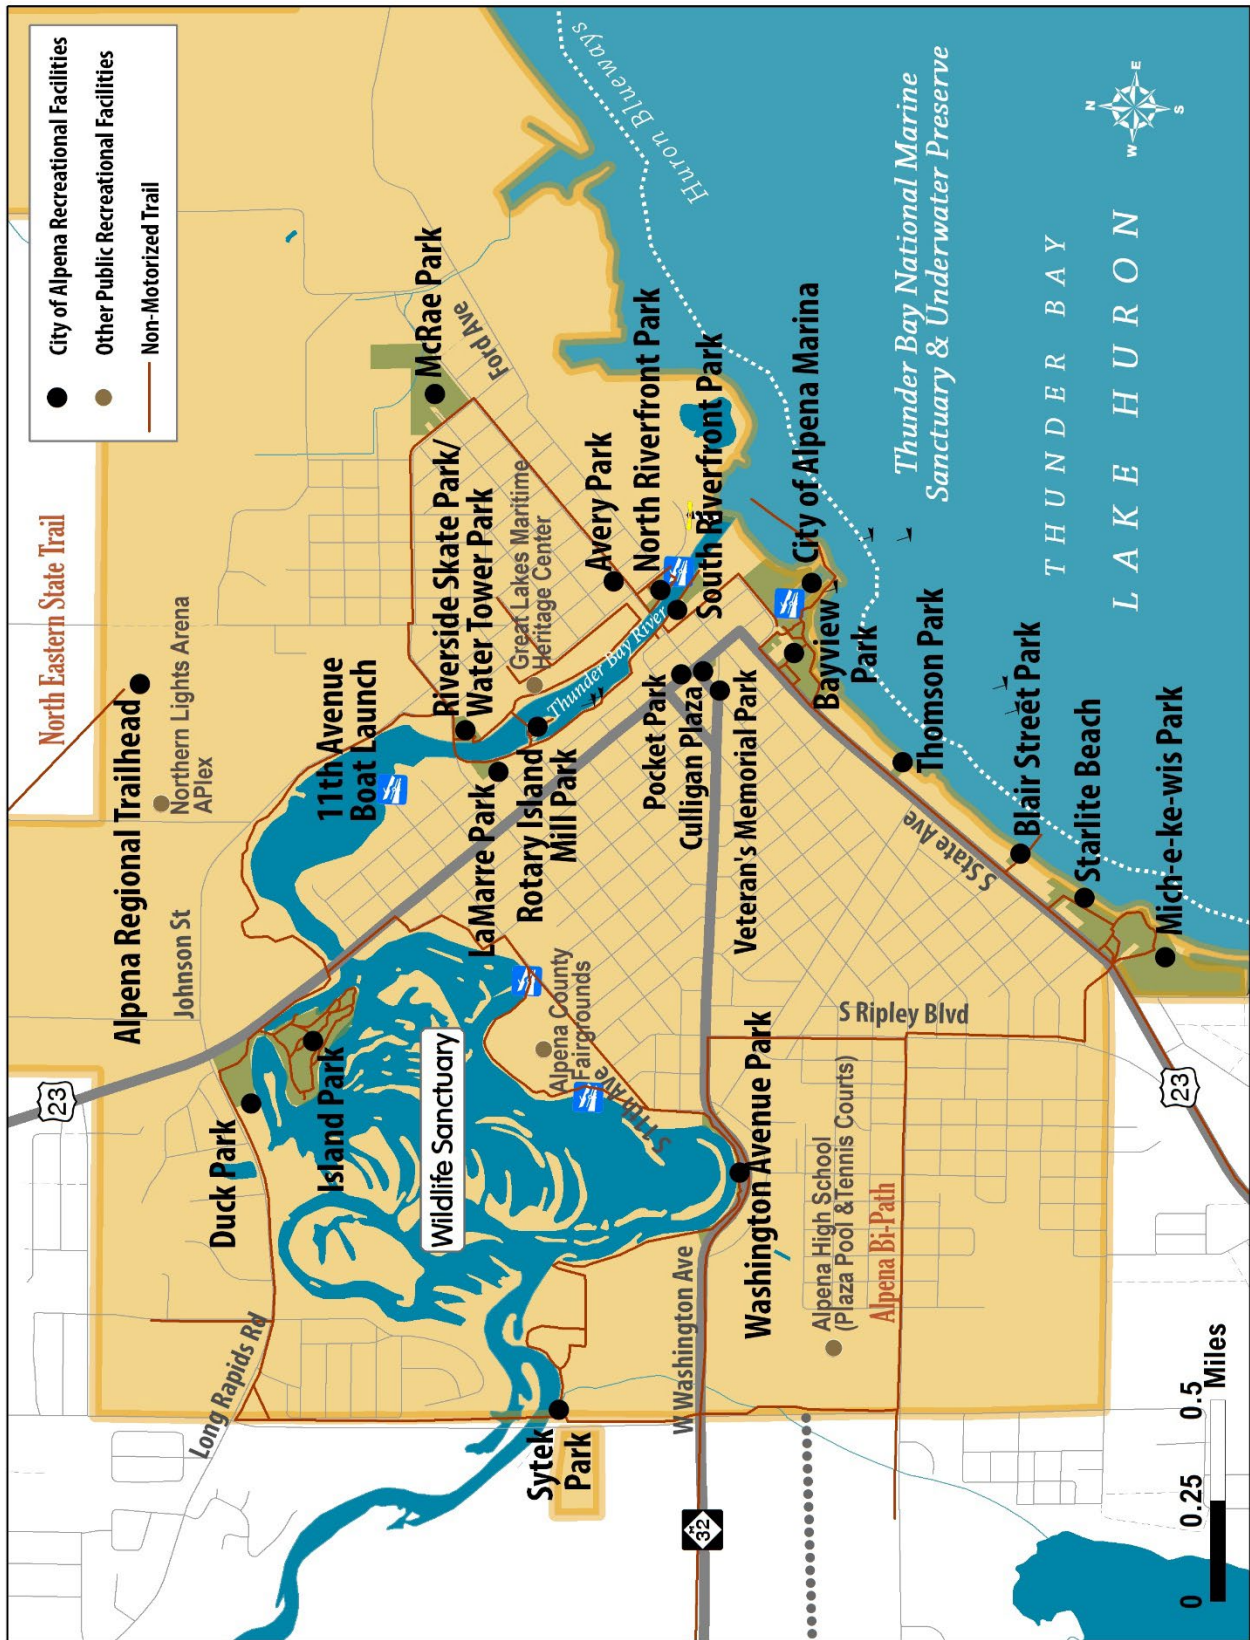 City of Alpena Recreational Facilities
Other Public Recreational Facilities
Non-Motorized Trail
North Eastern State Trail
Alpena Regional Trailhead
Northern Lights Arena
APlex
Johnson St
23
Duck Park
Long Rapids Rd
Island Park
Wildlife Sanctuary
11th Avenue
Boat Launch
McRae Park
Ford Ave
Riverside Skate Park/
Water Tower Park
Great Lakes Maritime
Heritage Center
LaMarre Park
Rotary Island
Mill Park
Thunder Bay River
Avery Park
North Riverfront Park
South Riverfront Park
Alpena County
Fairgrounds
S 11th Ave
Sytek
Park
Pocket Park
Culligan Plaza
Veteran's Memorial Park
City of Alpena Marina
Bayview
Park
Thomson Park
W Washington Ave
M
32
Washington Avenue Park
S Ripley Blvd
Alpena High School
(Plaza Pool & Tennis Courts)
Alpena Bi-Path
S State Ave
Blair Street Park
Starlite Beach
Mich-e-ke-wis Park
23
Huron Blueways
Thunder Bay National Marine
Sanctuary & Underwater Preserve
THUNDER BAY
LAKE HURON
N
W
E
S
0
0.25
0.5
Miles